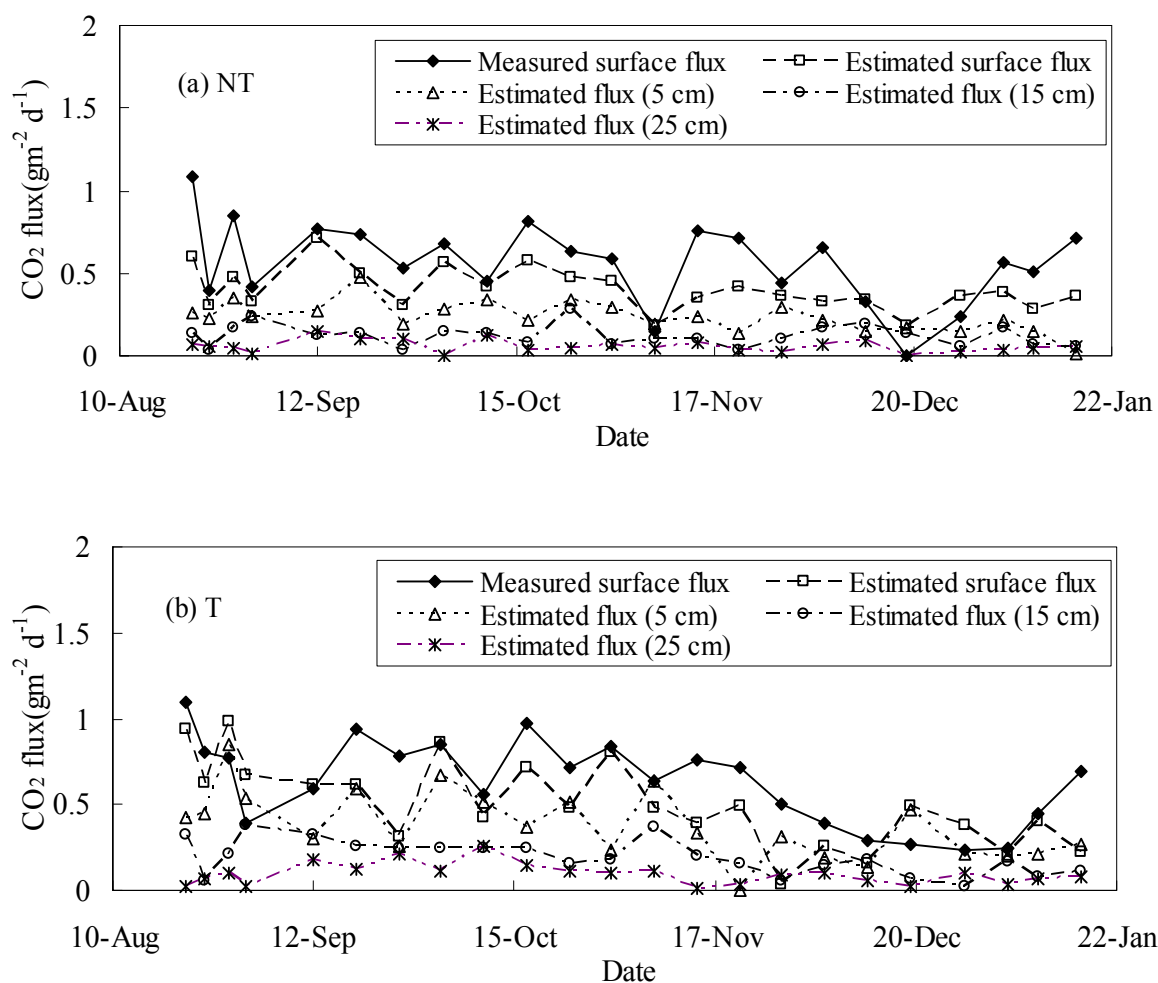 2
1.5
1
0.5
0
CO₂ flux(gm⁻² d⁻¹)
(a) NT
Measured surface flux Estimated surface flux
Estimated flux (5 cm) Estimated flux (15 cm)
Estimated flux (25 cm)
10-Aug 12-Sep 15-Oct 17-Nov 20-Dec 22-Jan
Date
2
1.5
1
0.5
0
CO₂ flux(gm⁻² d⁻¹)
(b) T
Measured surface flux Estimated sruface flux
Estimated flux (5 cm) Estimated flux (15 cm)
Estimated flux (25 cm)
10-Aug 12-Sep 15-Oct 17-Nov 20-Dec 22-Jan
Date